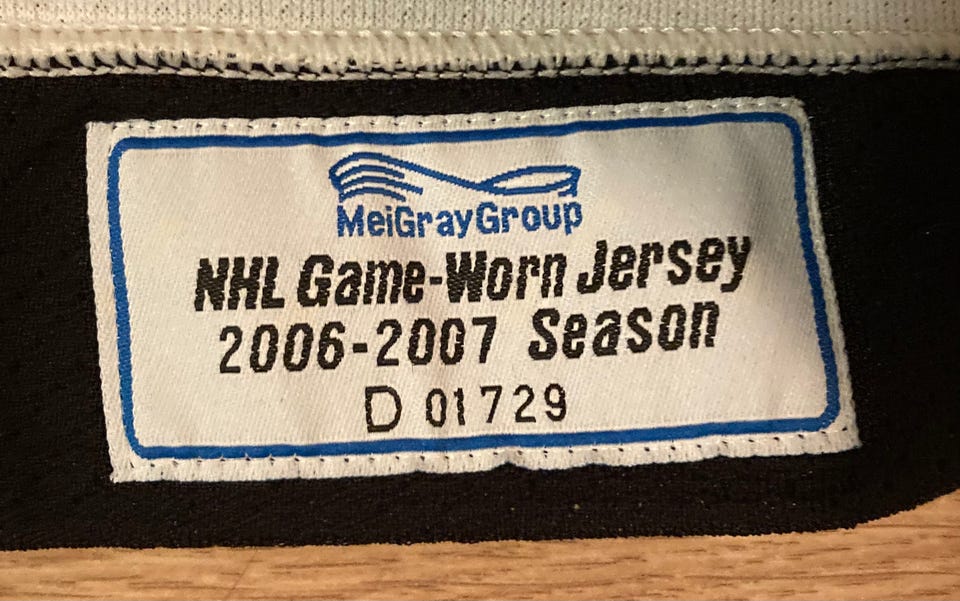 MeiGrayGroup
NHL Game-Worn Jersey
2006-2007 Season
D 01729